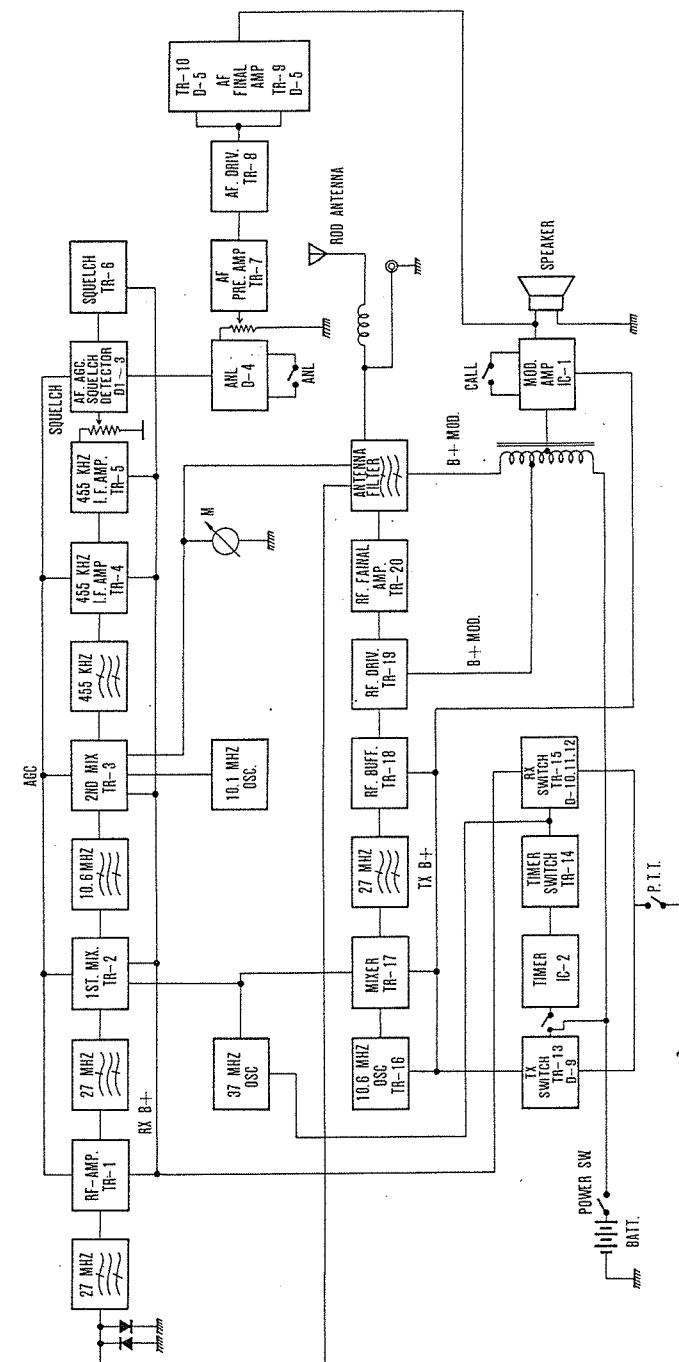 27 MHZ
RF-AMP.
TR-1
27 MHZ
1ST. MIX.
TR-2
10.6 MHZ
2ND MIX
TR-3
455 KHZ
455 KHZ
I.F. AMP
TR-4
455 KHZ
I.F. AMP.
TR-5
SQUELCH
AF. AGC.
SQUELCH
DETECTOR
D1~3
SQUELCH
TR-6
AGC
RX B+
37 MHZ
OSC
10.1 MHZ
OSC.
M
ANL
D-4
ANL
AF
PRE. AMP
TR-7
AF. DRIV.
TR-8
TR-10
D-5
AF
FINAL
AMP
TR-9
D-5
ROD ANTENNA
10.6 MHZ
OSC
TR-16
MIXER
TR-17
27 MHZ
TX B+
RF. BUFF.
TR-18
RF. DRIV.
TR-19
RF. FAINAL
AMP.
TR-20
ANTENNA
FILTER
B+ MOD.
B+ MOD.
TX
SWITCH
TR-13
D-9
TIMER
IC-2
TIMER
SWITCH
TR-14
RX
SWITCH
TR-15
D-10.11.12
CALL
MOD.
AMP
IC-1
SPEAKER
P.T.T.
POWER SW
BATT.